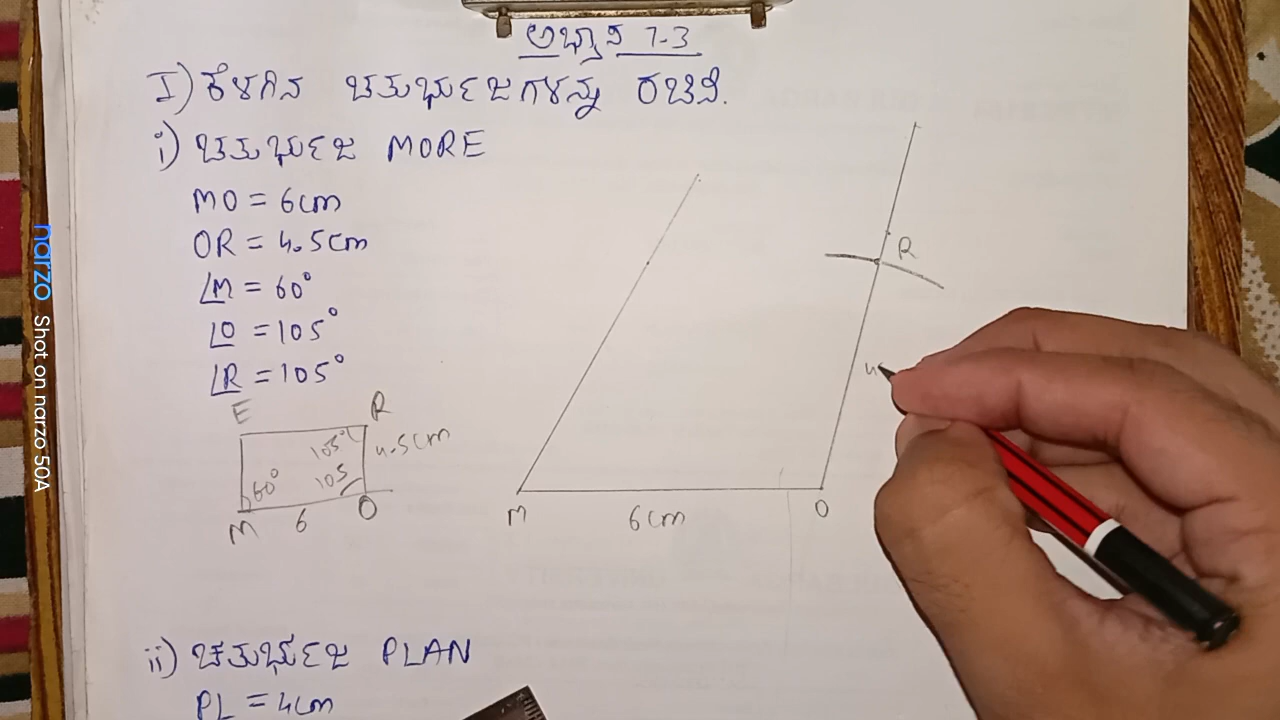 ಅಭ್ಯಾಸ 7.3
I) ಕೆಳಗಿನ ಚತುರ್ಭುಜಗಳನ್ನು ರಚಿಸಿ.
i) ಚತುರ್ಭುಜ MORE
MO = 6cm
OR = 4.5cm
∠M = 60°
∠O = 105°
∠R = 105°
E R
105° 4.5cm
60° 105
M 6 O
R
4
M 6cm O
ii) ಚತುರ್ಭುಜ PLAN
PL = 4cm
narzo Shot on narzo 50A